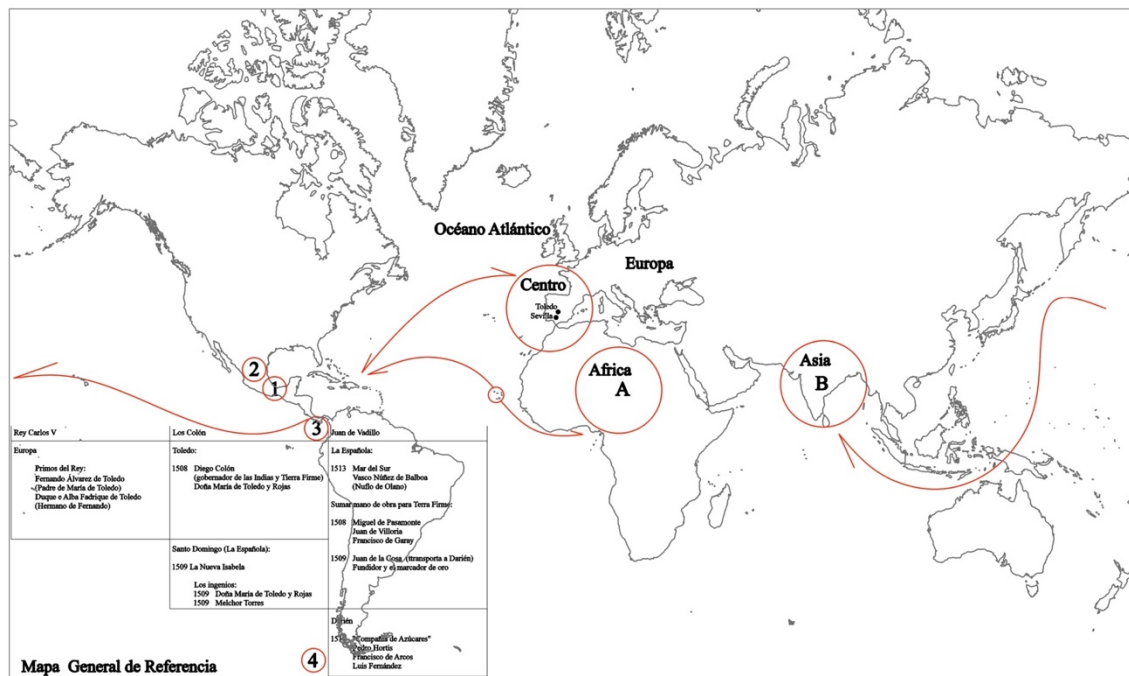 Océano Atlántico
Europa
Centro
Toledo
Sevilla
Africa
A
Asia
B
2
1
3
Rey Carlos V
Europa
Primos del Rey:
Fernando Álvarez de Toledo
(Padre de María de Toledo)
Duque e Alba Fadrique de Toledo
(Hermano de Fernando)
Los Colón
Toledo:
1508 Diego Colón
(gobernador de las Indias y Tierra Firme)
Doña María de Toledo y Rojas
Santo Domingo (La Española):
1509 La Nueva Isabela
Los ingenios:
1509 Doña Maria de Toledo y Rojas
1509 Melchor Torres
Juan de Vadillo
La Española:
1513 Mar del Sur
Vasco Núñez de Balboa
(Nuflo de Olano)
Suman mano de obra para Terra Firme:
1508 Miguel de Pasamonte
Juan de Villoria
Francisco de Garay
1509 Juan de la Cosa (ttransporta a Darién)
Fundidor y el marcador de oro
Darién
"Compañía de Azúcares"
Pedro Hortis
Francisco de Arcos
Luis Fernández
4
Mapa General de Referencia